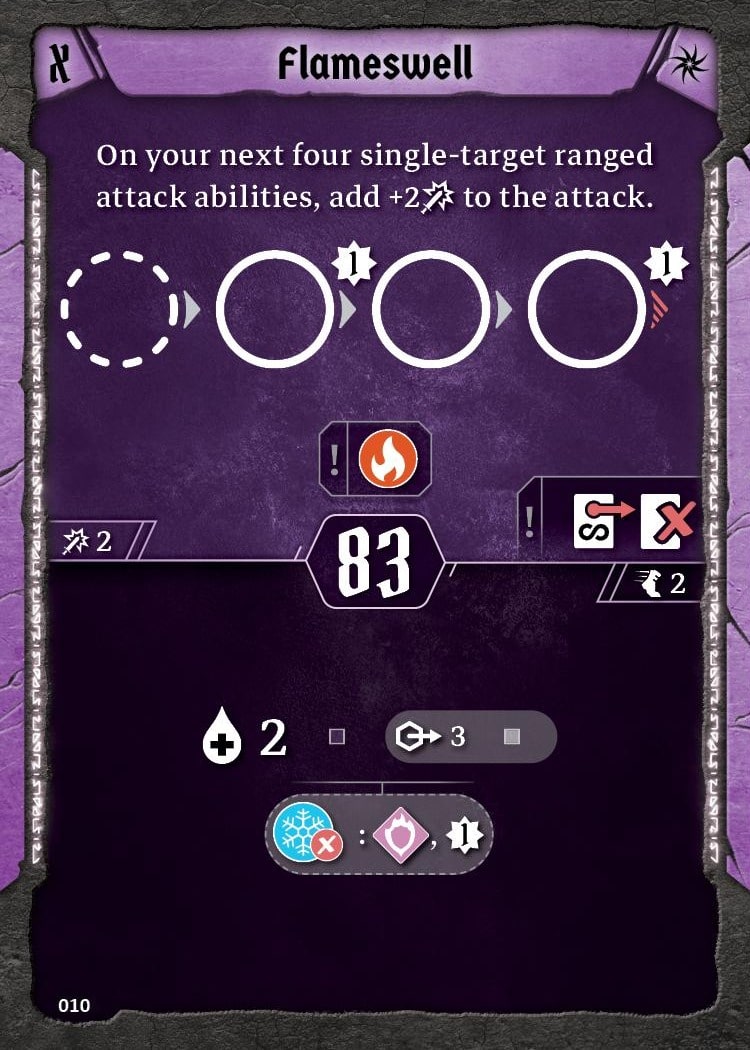 X
Flameswell
On your next four single-target ranged
attack abilities, add +2 to the attack.
1 1
!
!
2
83
2
2 3
: , 1
010